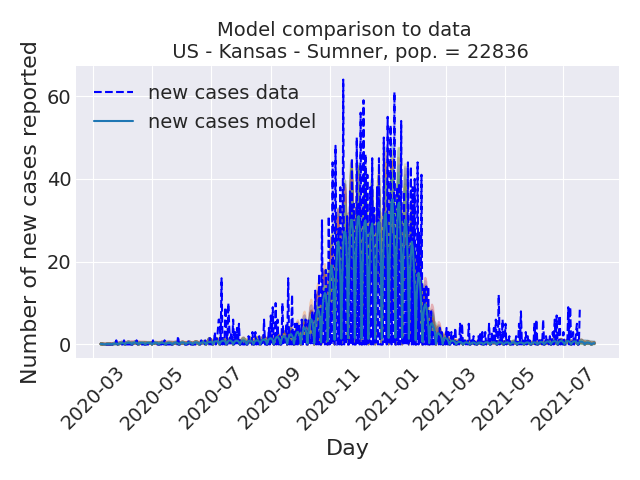 Model comparison to data
US - Kansas - Sumner, pop. = 22836
Number of new cases reported
60
40
20
0
new cases data
new cases model
2020-03
2020-05
2020-07
2020-09
2020-11
2021-01
2021-03
2021-05
2021-07
Day